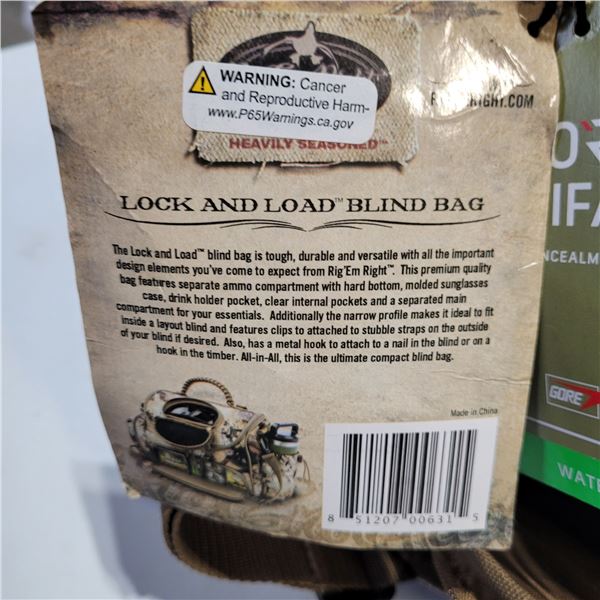 WARNING: Cancer
and Reproductive Harm-
www.P65Warnings.ca.gov
RIGHT.COM
HEAVILY SEASONED™
LOCK AND LOAD™ BLIND BAG
The Lock and Load™ blind bag is tough, durable and versatile with all the important
design elements you've come to expect from Rig'Em Right™. This premium quality
bag features separate ammo compartment with hard bottom, molded sunglasses
case, drink holder pocket, clear internal pockets and a separated main
compartment for your essentials. Additionally the narrow profile makes it ideal to fit
inside a layout blind and features clips to attached to stubble straps on the outside
of your blind if desired. Also, has a metal hook to attach to a nail in the blind or on a
hook in the timber. All-in-All, this is the ultimate compact blind bag.
Made in China
8 51207 00631 5
GORE